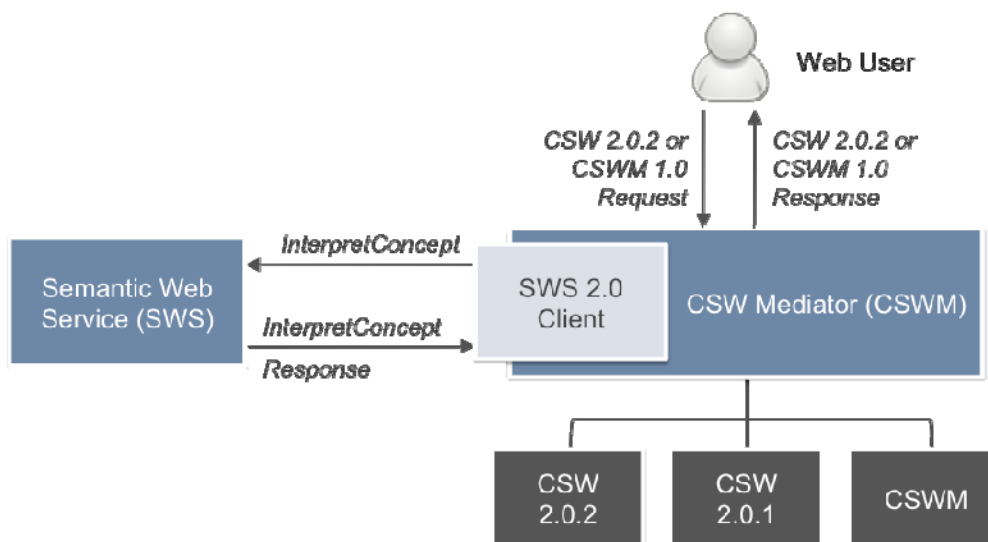 Web User
CSW 2.0.2 or
CSWM 1.0
Request
CSW 2.0.2 or
CSWM 1.0
Response
InterpretConcept
Semantic Web
Service (SWS)
InterpretConcept
Response
SWS 2.0
Client
CSW Mediator (CSWM)
CSW
2.0.2
CSW
2.0.1
CSWM